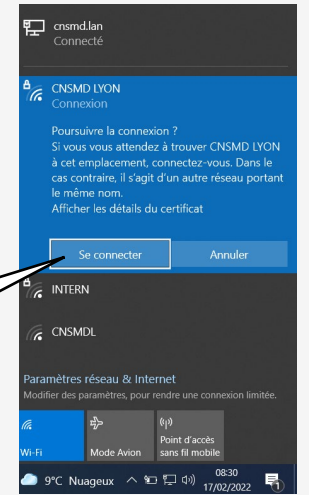 cnsmd.lan
Connecté
CNSMD LYON
Connexion
Poursuivre la connexion ?
Si vous vous attendez à trouver CNSMD LYON
à cet emplacement, connectez-vous. Dans le
cas contraire, il s'agit d'un autre réseau portant
le même nom.
Afficher les détails du certificat
Se connecter Annuler
INTERN
CNSMDL
Paramètres réseau & Internet
Modifier des paramètres, pour rendre une connexion limitée.
Wi-Fi Mode Avion Point d'accès
sans fil mobile
9°C Nuageux 08:30
17/02/2022
1